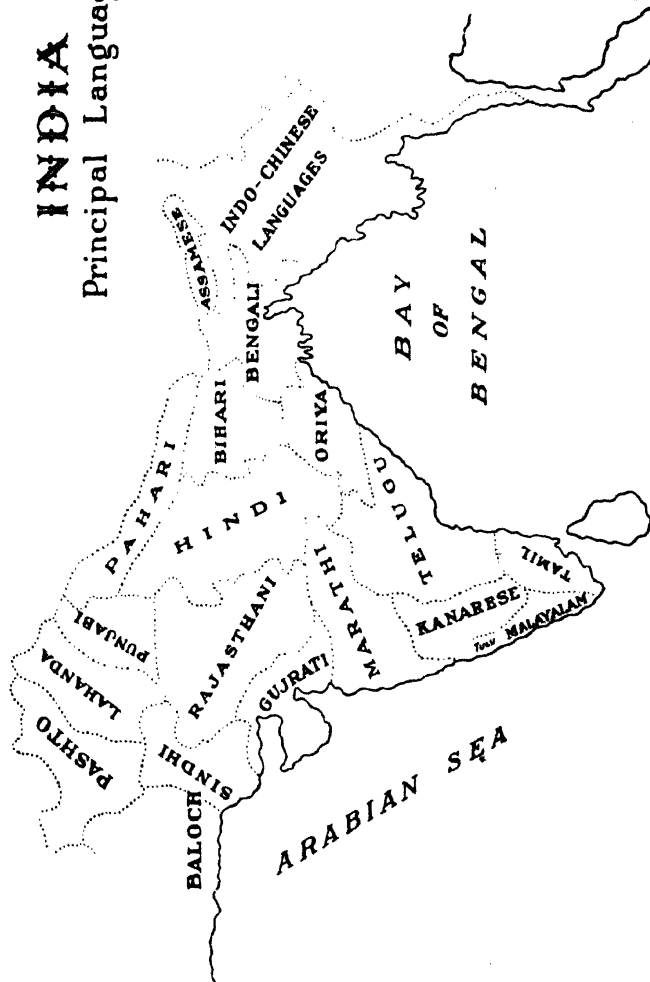 INDIA
Principal
PAHARI
ASSAMESE
INDO-CHINESE
LANGUAGES
PUNJABI
LAHANDA
PASHTO
HINDI
BIHARI
BENGALI
BALOCH
SINDHI
RAJASTHANI
GUJRATI
MARATHI
ORIYA
TELUGU
KANARESE
TULU
MALAYALAM
TAMIL
BAY
OF
BENGAL
ARABIAN SEA